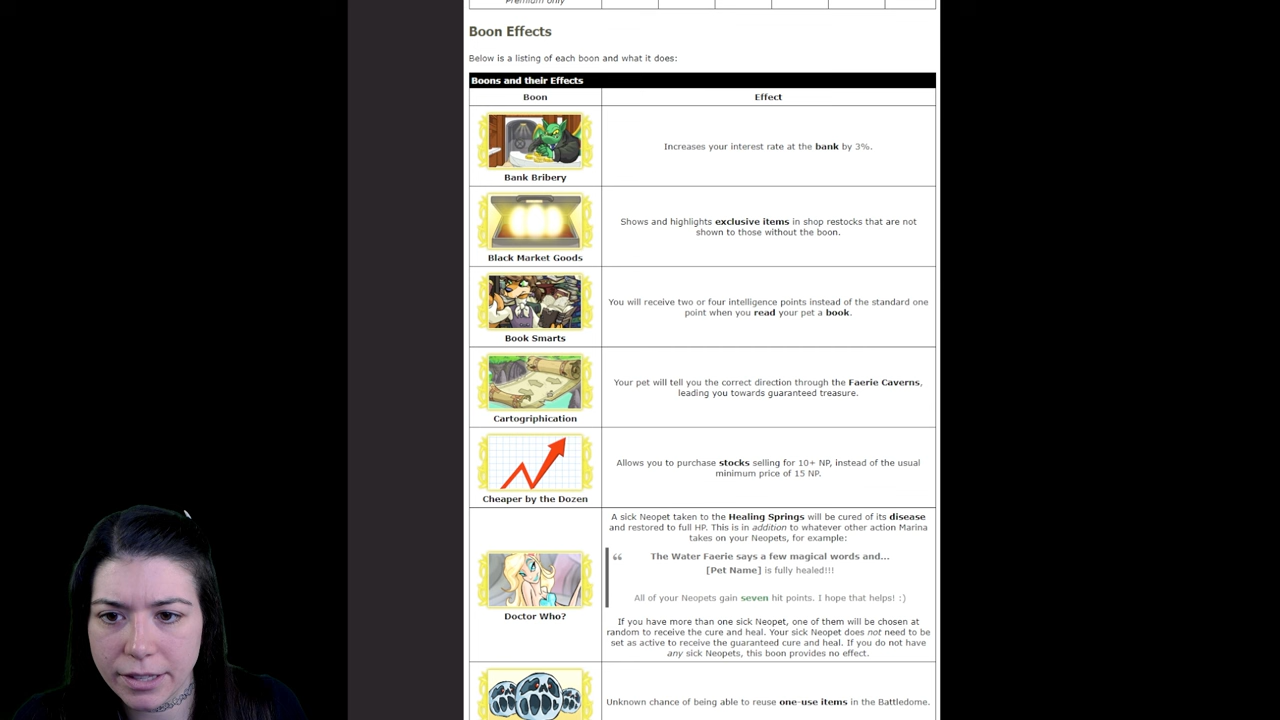 Premium only
Boon Effects
Below is a listing of each boon and what it does:
Boons and their Effects
Boon Effect
Increases your interest rate at the bank by 3%.
Bank Bribery
Shows and highlights exclusive items in shop restocks that are not
shown to those without the boon.
Black Market Goods
You will receive two or four intelligence points instead of the standard one
point when you read your pet a book.
Book Smarts
Your pet will tell you the correct direction through the Faerie Caverns,
leading you towards guaranteed treasure.
Cartogriphication
Allows you to purchase stocks selling for 10+ NP, instead of the usual
minimum price of 15 NP.
Cheaper by the Dozen
A sick Neopet taken to the Healing Springs will be cured of its disease
and restored to full HP. This is in addition to whatever other action Marina
takes on your Neopets, for example:
“ The Water Faerie says a few magical words and...
[Pet Name] is fully healed!!!
All of your Neopets gain seven hit points. I hope that helps! :)
Doctor Who?
If you have more than one sick Neopet, one of them will be chosen at
random to receive the cure and heal. Your sick Neopet does not need to be
set as active to receive the guaranteed cure and heal. If you do not have
any sick Neopets, this boon provides no effect.
Unknown chance of being able to reuse one-use items in the Battledome.